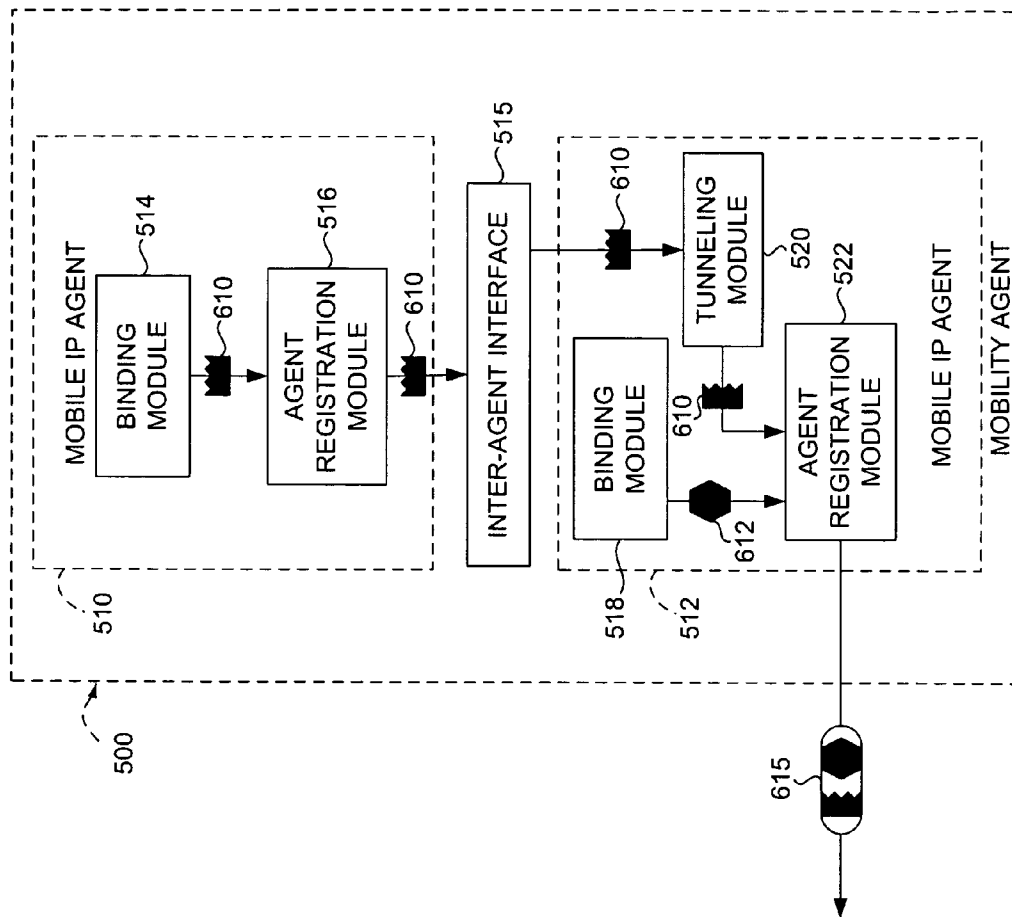 500
510
MOBILE IP AGENT
BINDING
MODULE
514
610
AGENT
REGISTRATION
MODULE
516
610
INTER-AGENT INTERFACE
515
512
518
BINDING
MODULE
612
610
TUNNELING
MODULE
520
610
AGENT
REGISTRATION
MODULE
522
MOBILE IP AGENT
MOBILITY AGENT
615